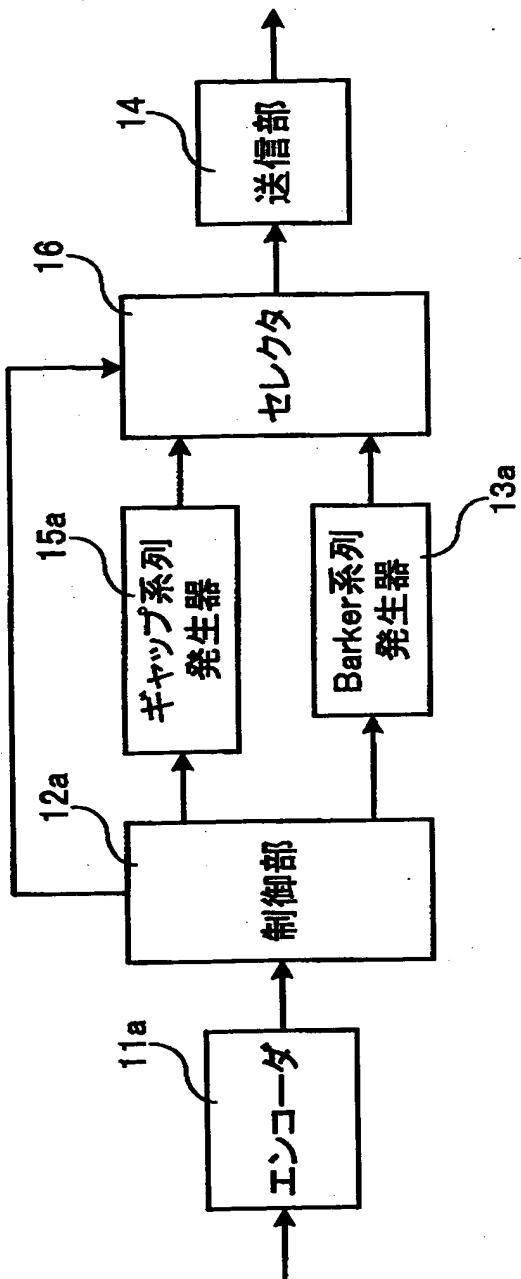 11a
エンコーダ
12a
制御部
15a
ギャップ系列
発生器
Barker系列
発生器
13a
16
セレクタ
14
送信部